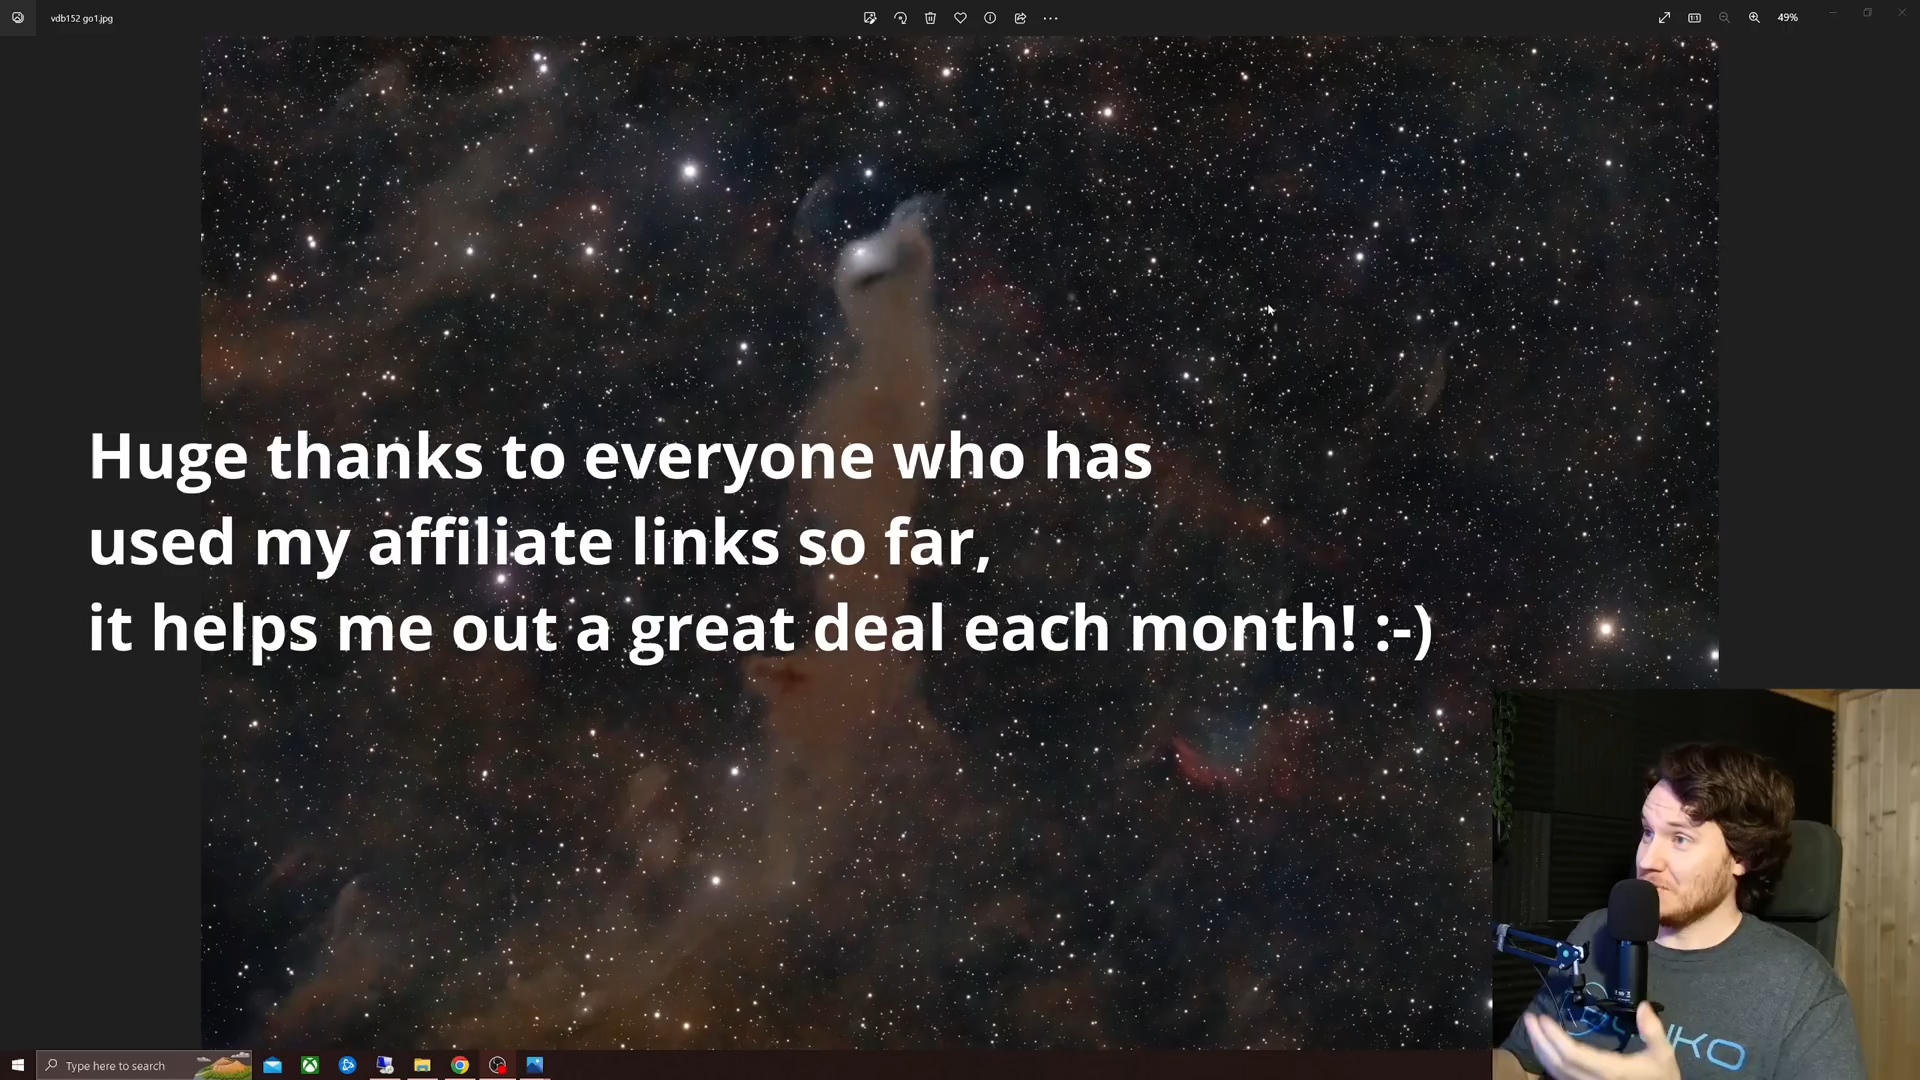 vdb152 go1.jpg
49%
Huge thanks to everyone who has
used my affiliate links so far,
it helps me out a great deal each month! :-)
Type here to search